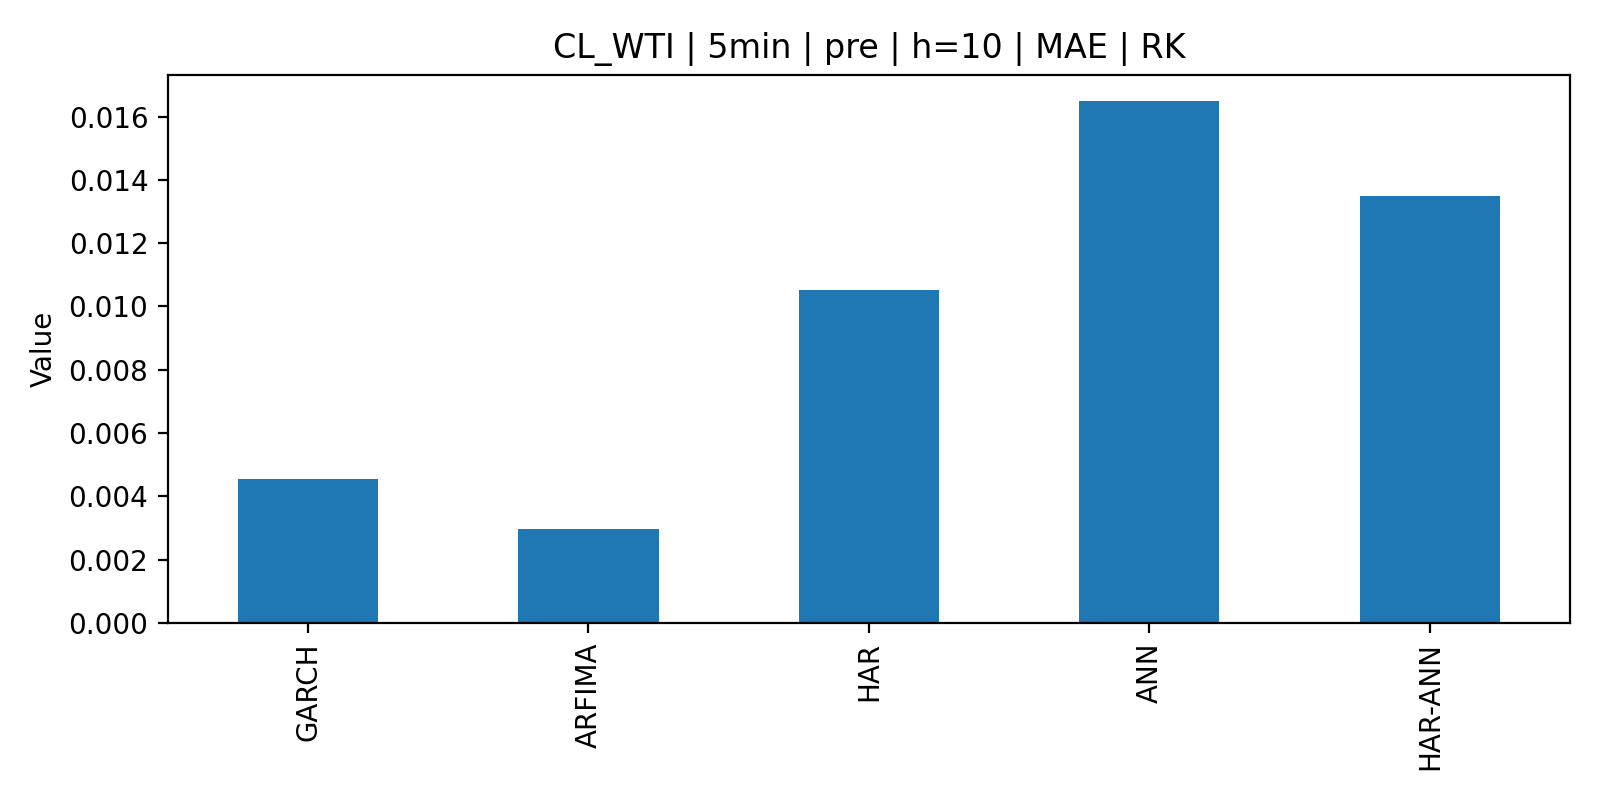 CL_WTI | 5min | pre | h=10 | MAE | RK
Value
0.016
0.014
0.012
0.010
0.008
0.006
0.004
0.002
0.000
GARCH
ARFIMA
HAR
ANN
HAR-ANN